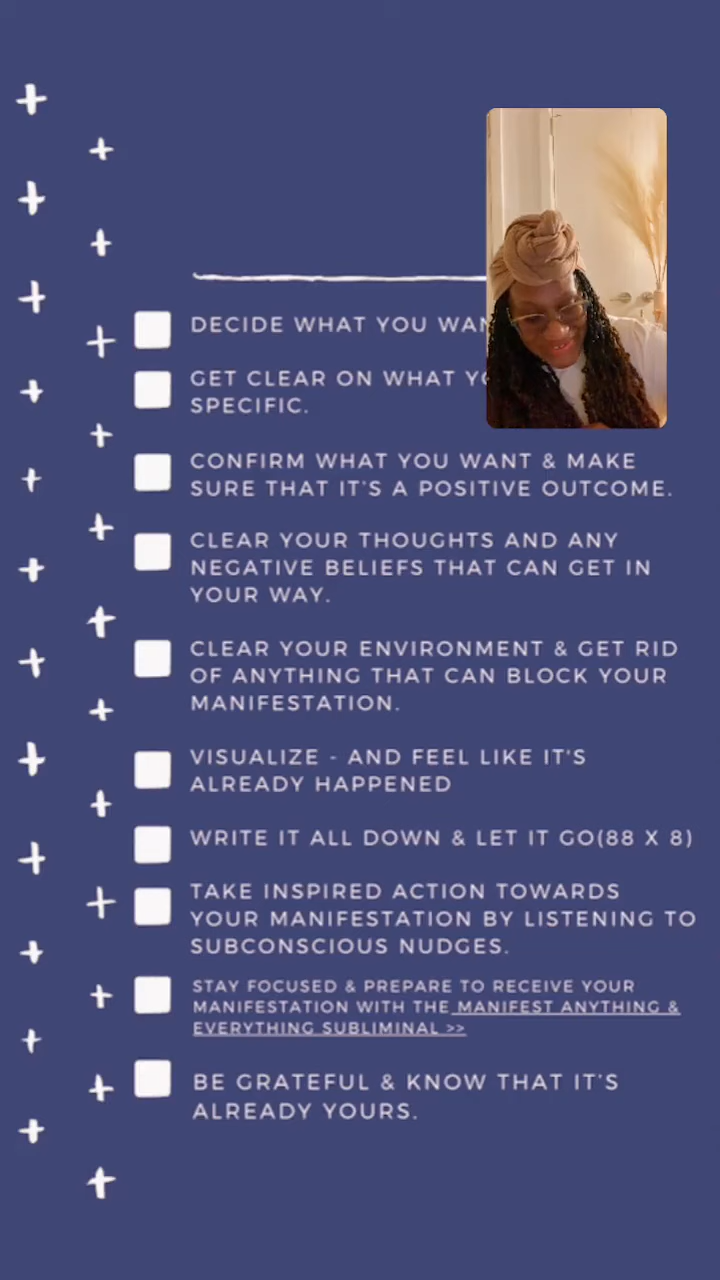 DECIDE WHAT YOU
GET CLEAR ON WHAT
SPECIFIC.
CONFIRM WHAT YOU WANT & MAKE
SURE THAT IT'S A POSITIVE OUTCOME.
CLEAR YOUR THOUGHTS AND ANY
NEGATIVE BELIEFS THAT CAN GET IN
YOUR WAY.
CLEAR YOUR ENVIRONMENT & GET RID
OF ANYTHING THAT CAN BLOCK YOUR
MANIFESTATION.
VISUALIZE - AND FEEL LIKE IT'S
ALREADY HAPPENED
WRITE IT ALL DOWN & LET IT GO(88 X 8)
TAKE INSPIRED ACTION TOWARDS
YOUR MANIFESTATION BY LISTENING TO
SUBCONSCIOUS NUDGES.
STAY FOCUSED & PREPARE TO RECEIVE YOUR
MANIFESTATION WITH THE MANIFEST ANYTHING &
EVERYTHING SUBLIMINAL >>
BE GRATEFUL & KNOW THAT IT'S
ALREADY YOURS.